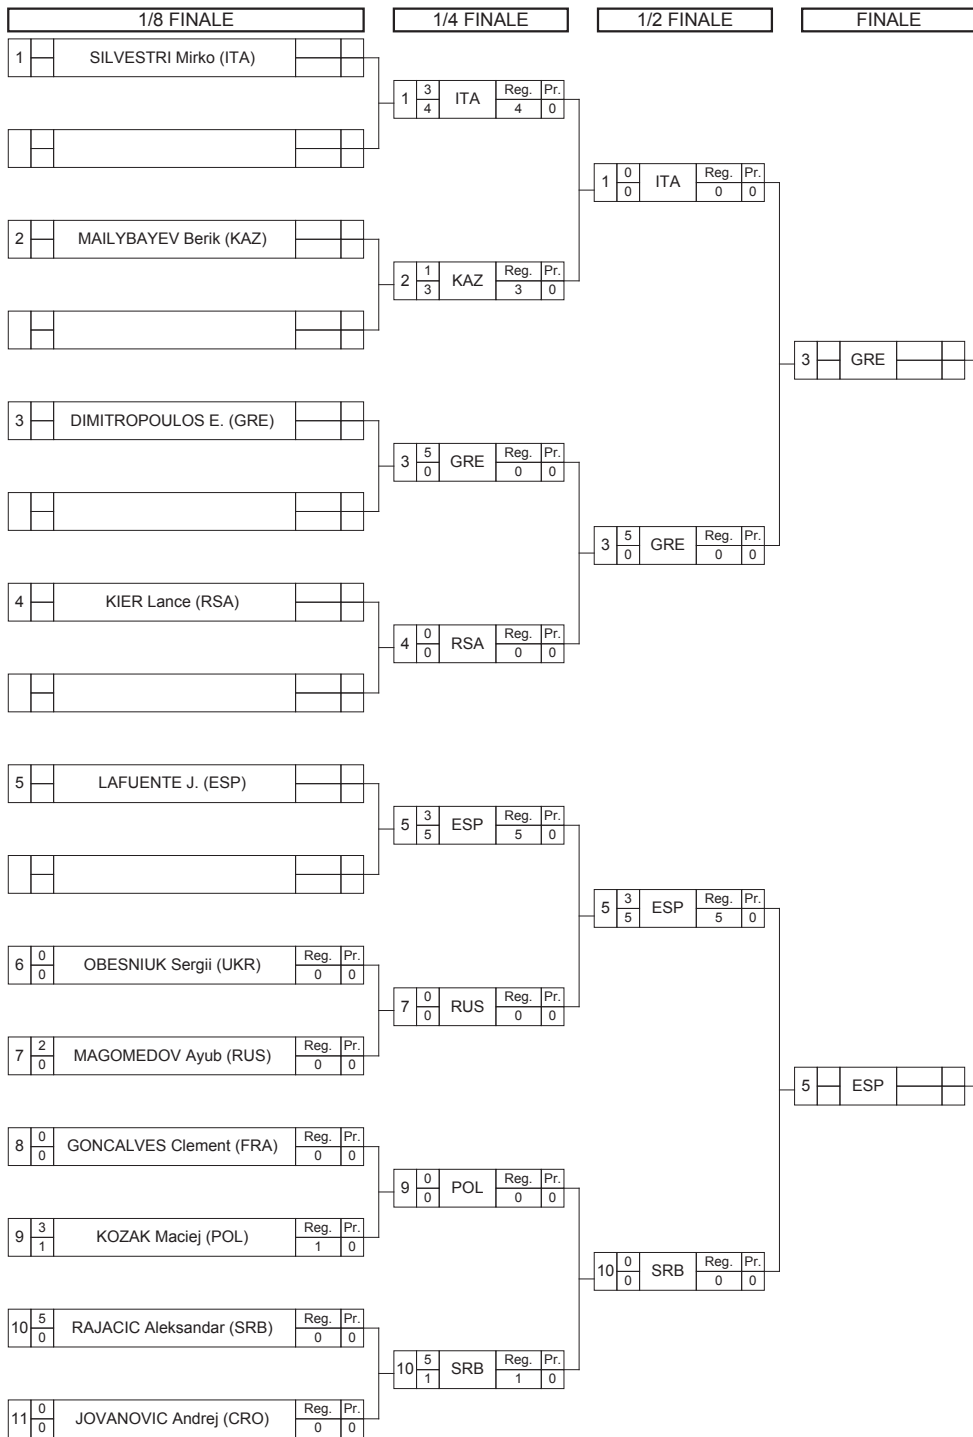 1/8 FINALE 1/4 FINALE 1/2 FINALE FINALE
1 SILVESTRI Mirko (ITA)
1 3 4 ITA Reg. Pr. 4 0
1 0 0 ITA Reg. Pr. 0 0
2 MAILYBAYEV Berik (KAZ)
2 1 3 KAZ Reg. Pr. 3 0
3 GRE
3 DIMITROPOULOS E. (GRE)
3 5 0 GRE Reg. Pr. 0 0
3 5 0 GRE Reg. Pr. 0 0
4 KIER Lance (RSA)
4 0 0 RSA Reg. Pr. 0 0
5 LAFUENTE J. (ESP)
5 3 5 ESP Reg. Pr. 5 0
5 3 5 ESP Reg. Pr. 5 0
6 0 0 OBESNIUK Sergii (UKR) Reg. Pr. 0 0
7 0 0 RUS Reg. Pr. 0 0
7 2 0 MAGOMEDOV Ayub (RUS) Reg. Pr. 0 0
5 ESP
8 0 0 GONCALVES Clement (FRA) Reg. Pr. 0 0
9 0 0 POL Reg. Pr. 0 0
9 3 1 KOZAK Maciej (POL) Reg. Pr. 1 0
10 0 0 SRB Reg. Pr. 0 0
10 5 0 RAJACIC Aleksandar (SRB) Reg. Pr. 0 0
10 5 1 SRB Reg. Pr. 1 0
11 0 0 JOVANOVIC Andrej (CRO) Reg. Pr. 0 0